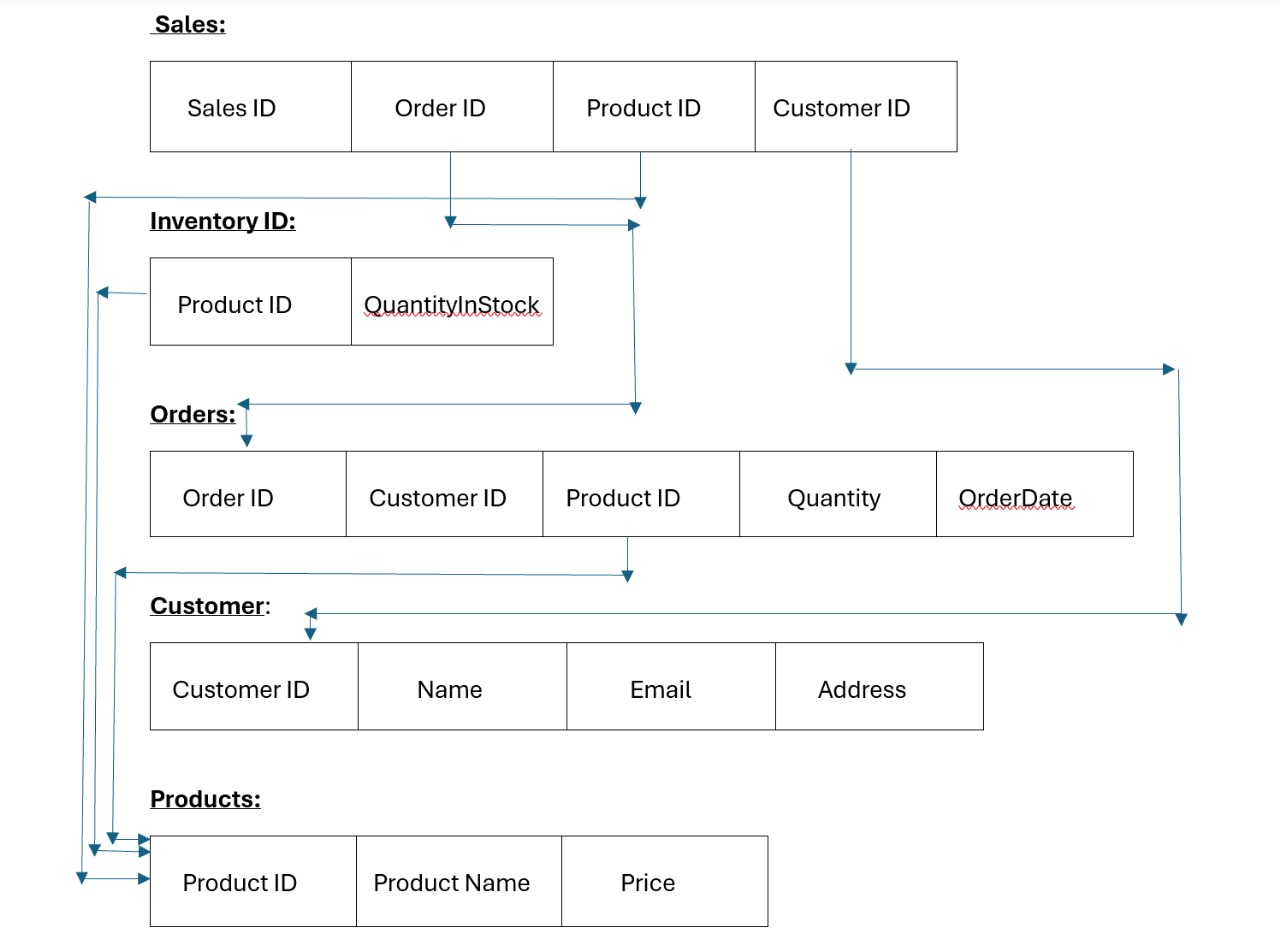 Sales:
Sales ID Order ID Product ID Customer ID
Inventory ID:
Product ID QuantityInStock
Orders:
Order ID Customer ID Product ID Quantity OrderDate
Customer:
Customer ID Name Email Address
Products:
Product ID Product Name Price